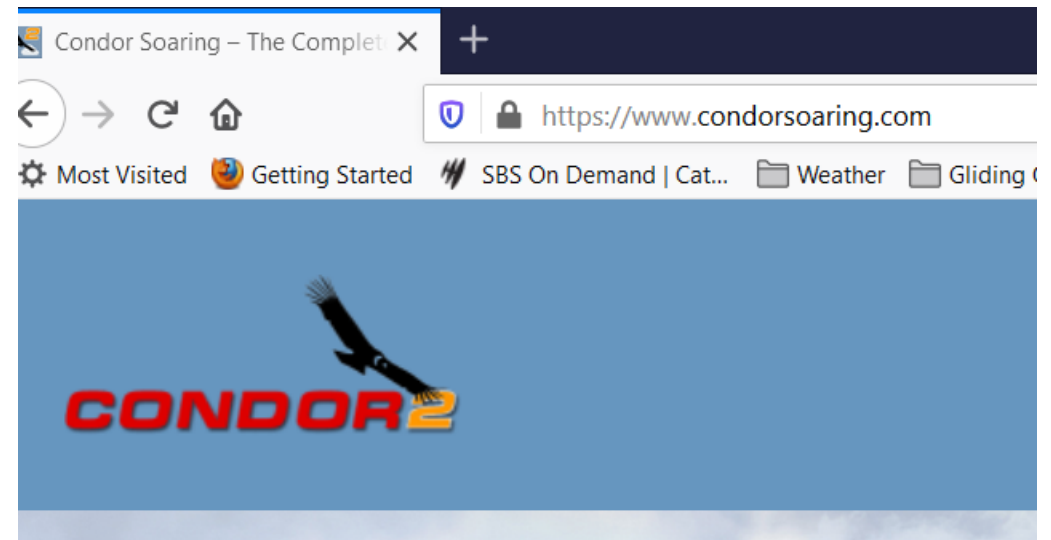 Condor Soaring – The Complet
https://www.condorsoaring.com
Most Visited Getting Started SBS On Demand | Cat... Weather Gliding
CONDOR2